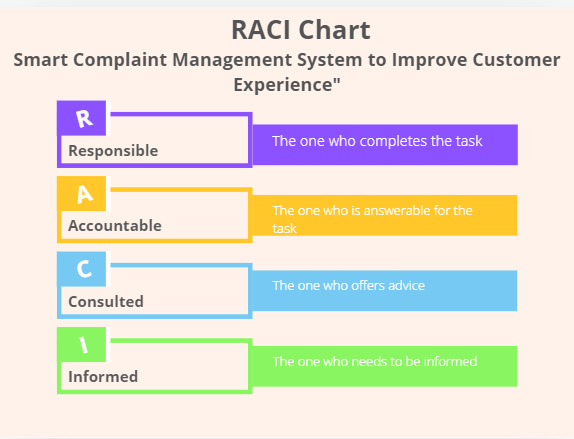 RACI Chart
Smart Complaint Management System to Improve Customer
Experience"
R
Responsible
The one who completes the task
A
Accountable
The one who is answerable for the
task
C
Consulted
The one who offers advice
I
Informed
The one who needs to be informed